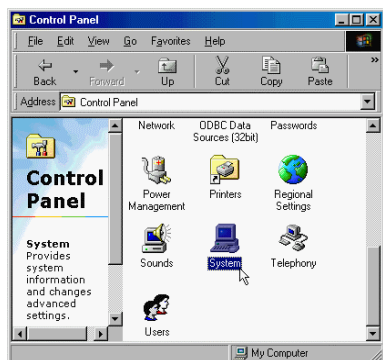 Control Panel
File Edit View Go Favorites Help
Back Forward Up Cut Copy Paste »
Address Control Panel
Control
Panel
System
Provides
system
information
and changes
advanced
settings.
Network ODBC Data Passwords
Sources (32bit)
Power Printers Regional
Management Settings
Sounds System Telephony
Users
My Computer